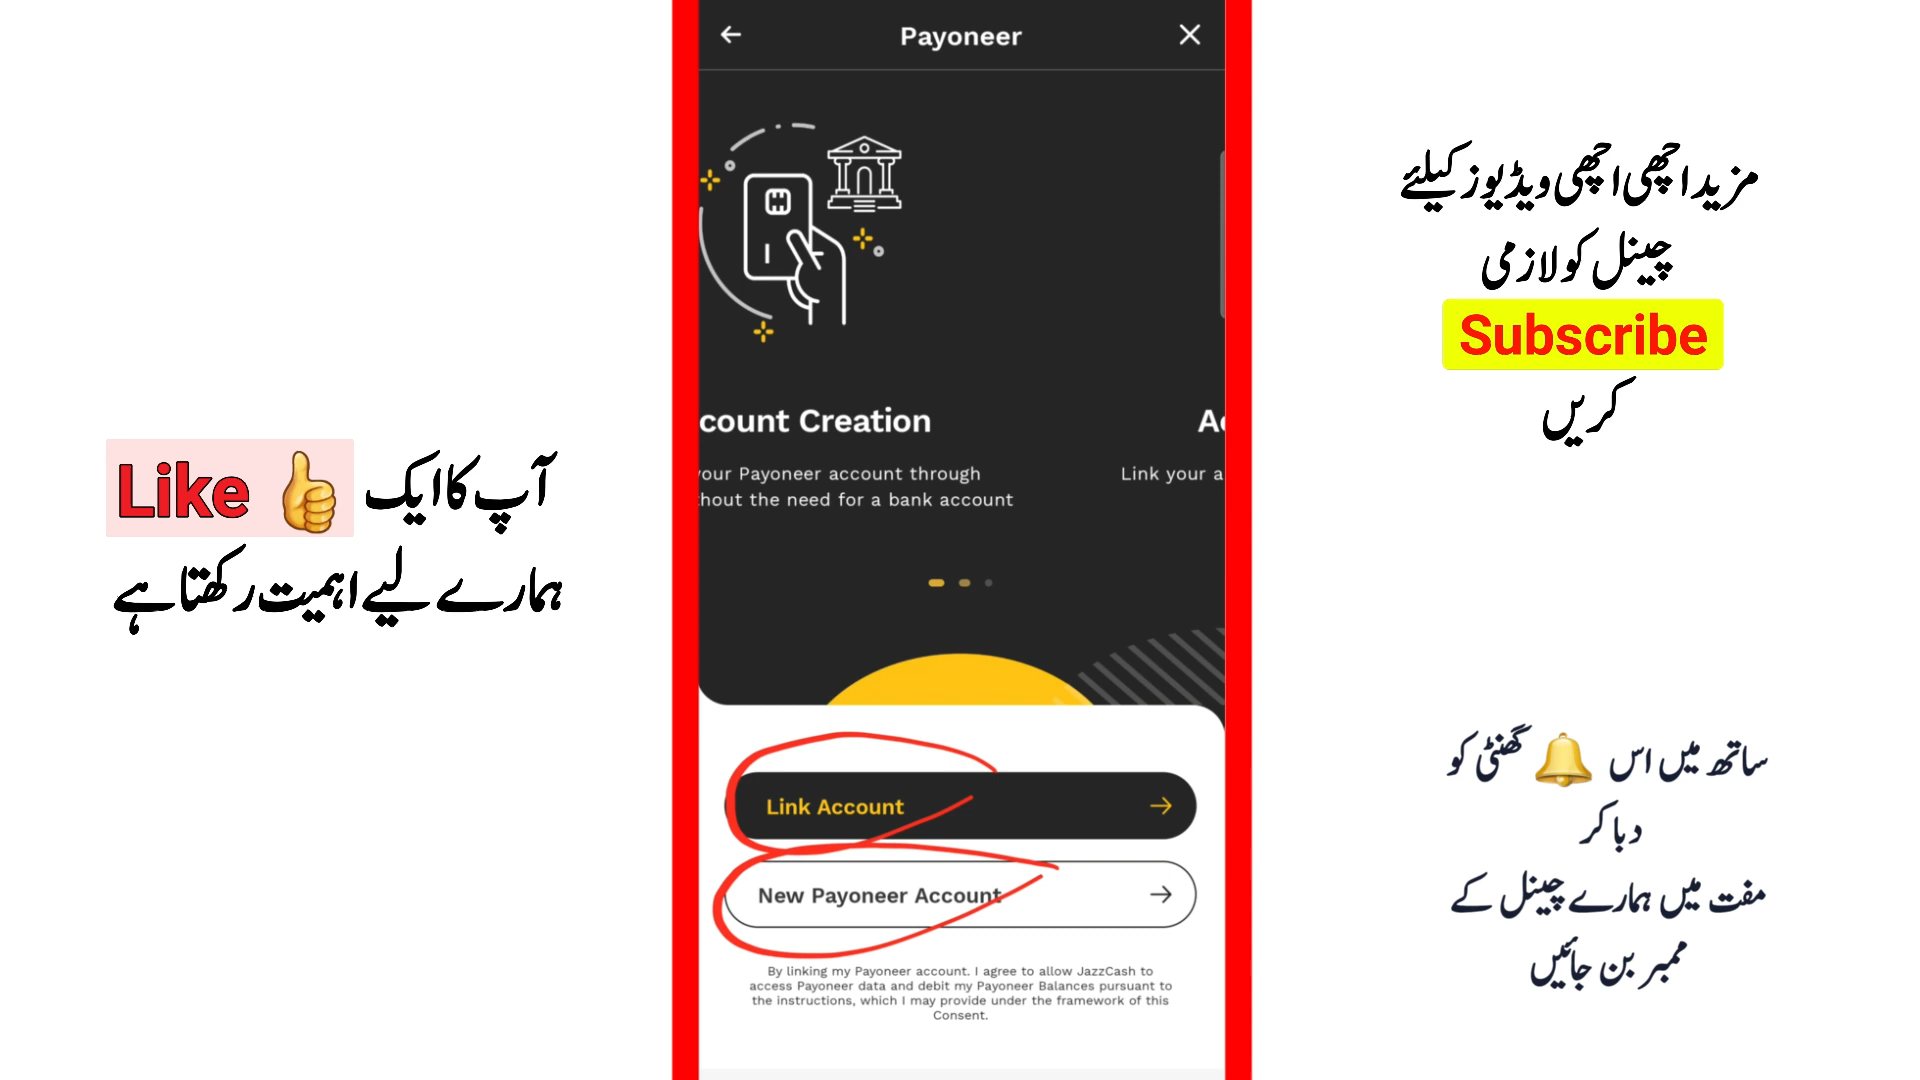 آپ کا ایک Like 👍
ہمارے لیے اہمیت رکھتا ہے
Payoneer
count Creation
our Payoneer account through
hout the need for a bank account
Link your a
Link Account
New Payoneer Account
By linking my Payoneer account. I agree to allow JazzCash to
access Payoneer data and debit my Payoneer Balances pursuant to
the instructions, which I may provide under the framework of this
Consent.
مزید اچھی اچھی ویڈیوز کیلئے
چینل کو لازمی
Subscribe
کریں
ساتھ میں اس 🔔 گھنٹی کو
دبا کر
مفت میں ہمارے چینل کے
ممبر بن جائیں